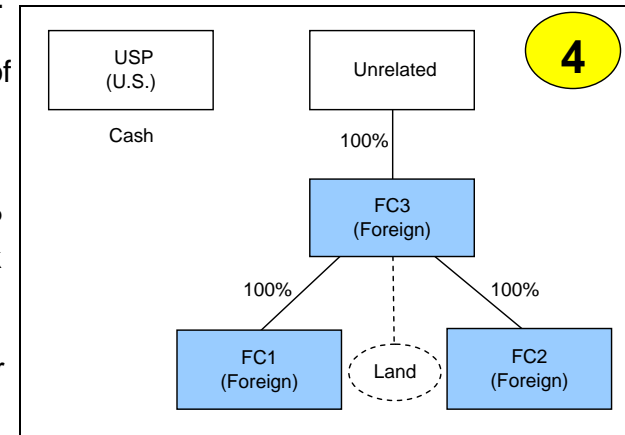 of
r
USP
(U.S.)
Unrelated
4
Cash
100%
FC3
(Foreign)
100%
100%
FC1
(Foreign)
Land
FC2
(Foreign)